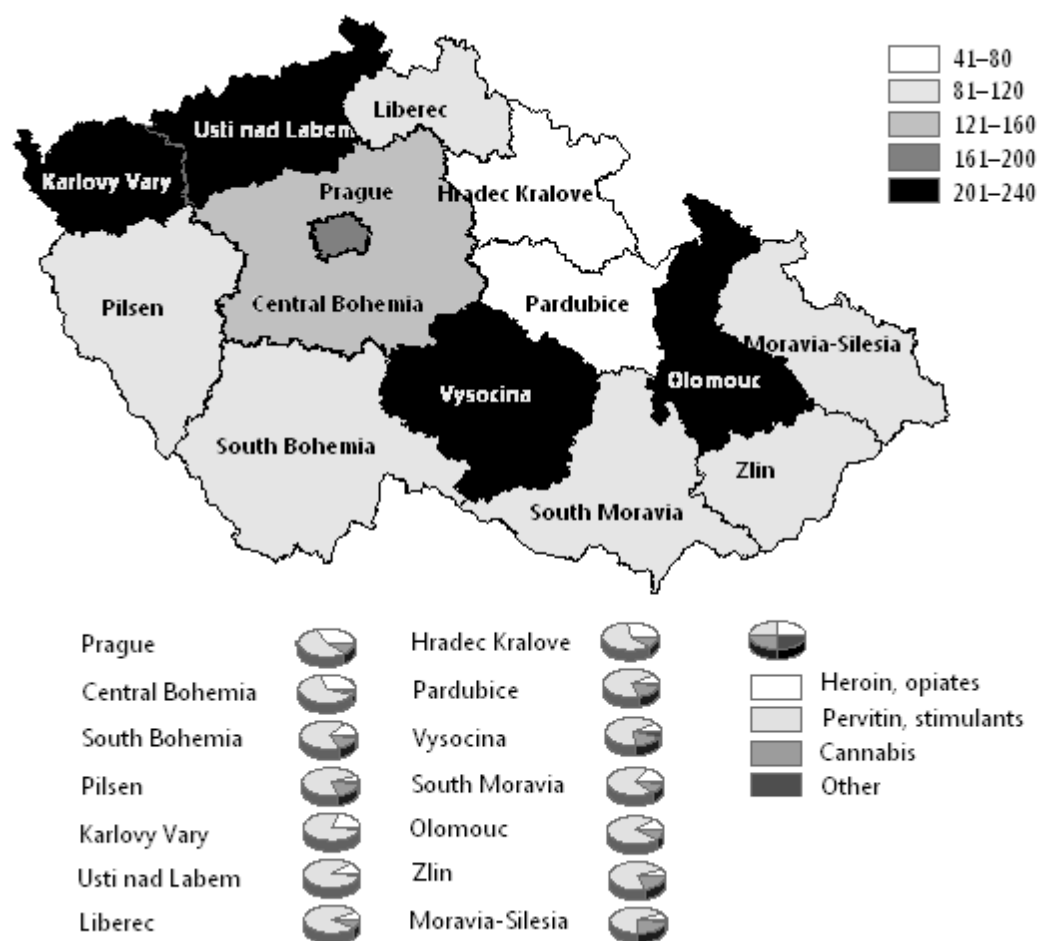 41–80
81–120
121–160
161–200
201–240
Liberec
Usti nad Labem
Karlovy Vary
Prague
Hradec Kralove
Pilsen
Central Bohemia
Pardubice
Moravia-Silesia
Olomouc
Vysocina
South Bohemia
Zlin
South Moravia
Prague
Central Bohemia
South Bohemia
Pilsen
Karlovy Vary
Usti nad Labem
Liberec
Hradec Kralove
Pardubice
Vysocina
South Moravia
Olomouc
Zlin
Moravia-Silesia
Heroin, opiates
Pervitin, stimulants
Cannabis
Other